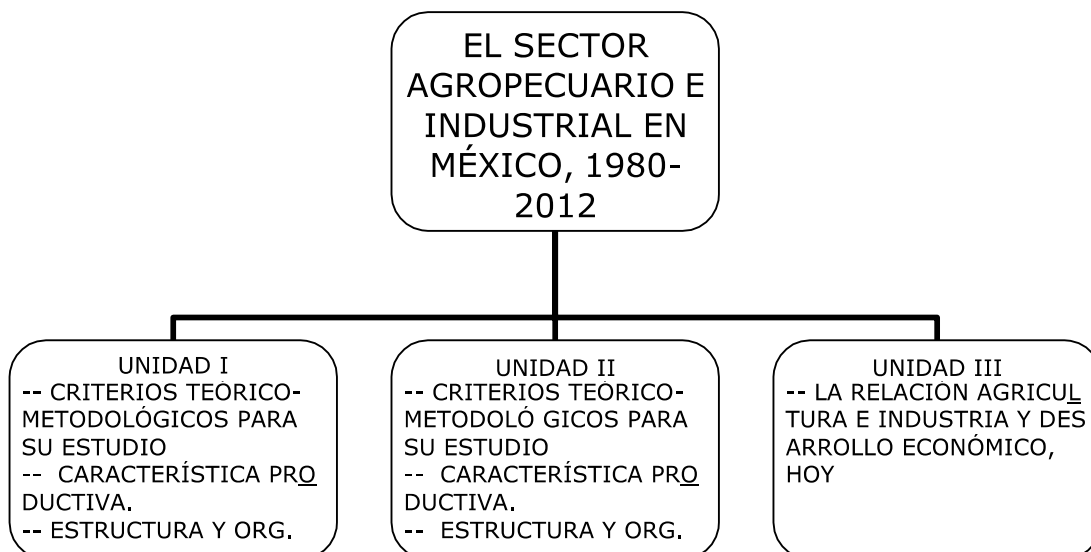 EL SECTOR
AGROPECUARIO E
INDUSTRIAL EN
MÉXICO, 1980-
2012
UNIDAD I
-- CRITERIOS TEÓRICO-
METODOLÓGICOS PARA
SU ESTUDIO
-- CARACTERÍSTICA PRO
DUCTIVA.
-- ESTRUCTURA Y ORG.
UNIDAD II
-- CRITERIOS TEÓRICO-
METODOLÓ GICOS PARA
SU ESTUDIO
-- CARACTERÍSTICA PRO
DUCTIVA.
-- ESTRUCTURA Y ORG.
UNIDAD III
-- LA RELACIÓN AGRICUL
TURA E INDUSTRIA Y DES
ARROLLO ECONÓMICO,
HOY